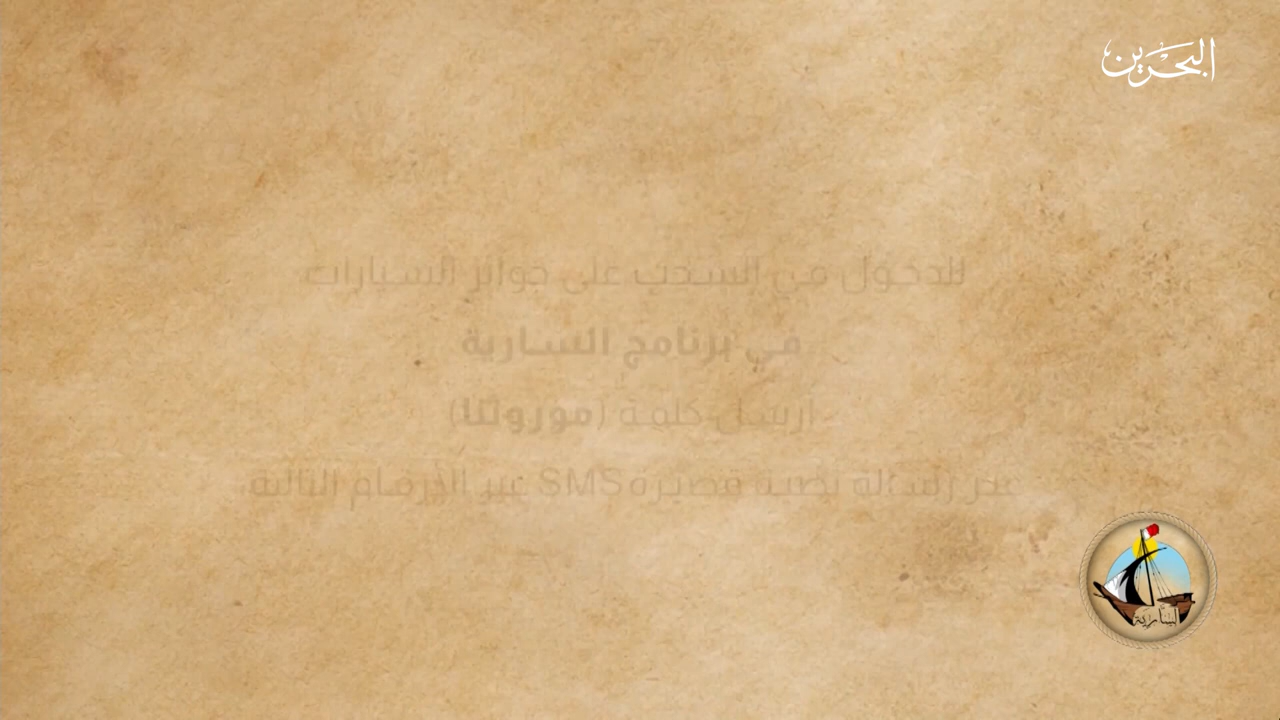 البحرين
للدخول في السحب على جوائز السيارات
في برنامج السارية
أرسل كلمة (موروثنا)
عبر رسالة نصية قصيرة SMS عبر الأرقام التالية
السارية